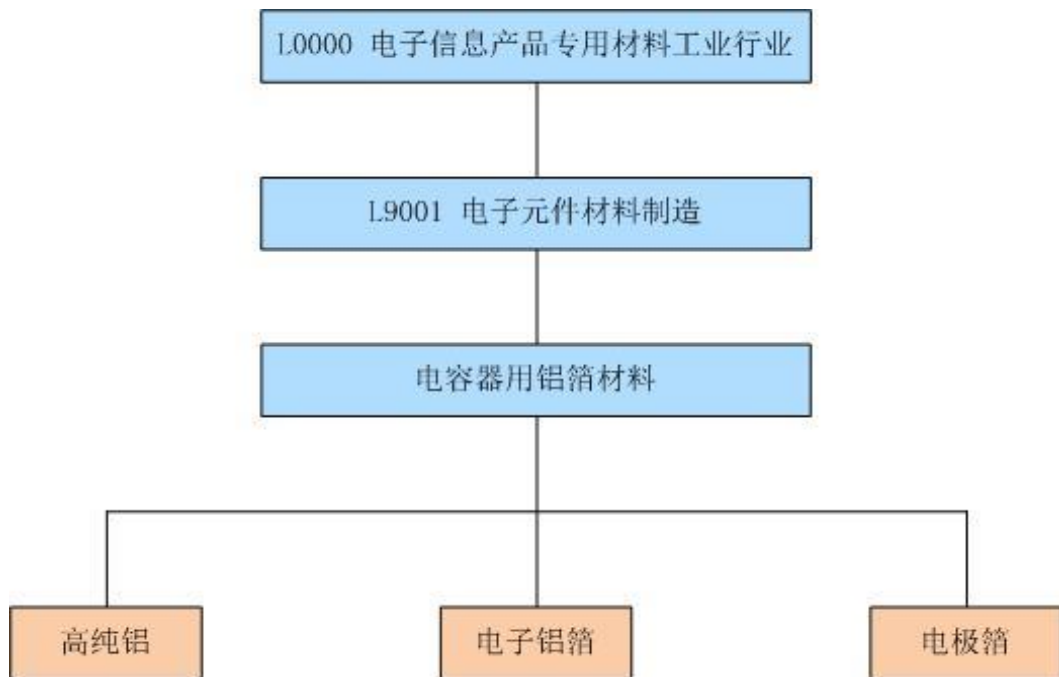 L0000 电子信息产品专用材料工业行业
L9001 电子元件材料制造
电容器用铝箔材料
高纯铝
电子铝箔
电极箔